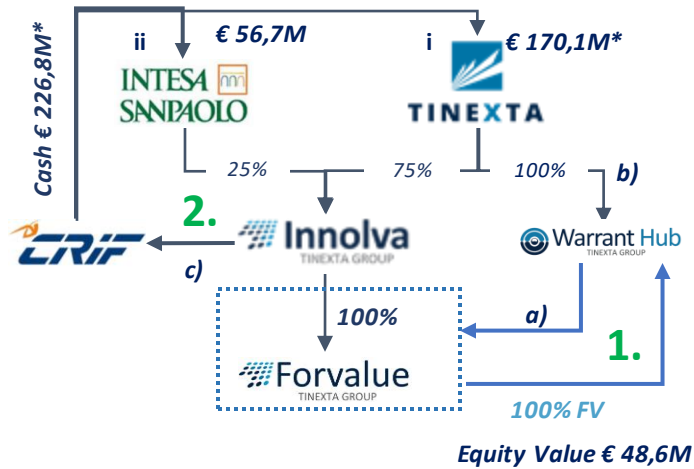 € 56,7M
ii
i
€ 170,1M*
Cash € 226,8M*
INTESA
SANPAOLO
TINEXTA
25%
75%
100%
b)
2.
CRIF
Innolva
TINEXTA GROUP
Warrant Hub
TINEXTA GROUP
c)
100%
a)
1.
Forvalue
TINEXTA GROUP
100% FV
Equity Value € 48,6M